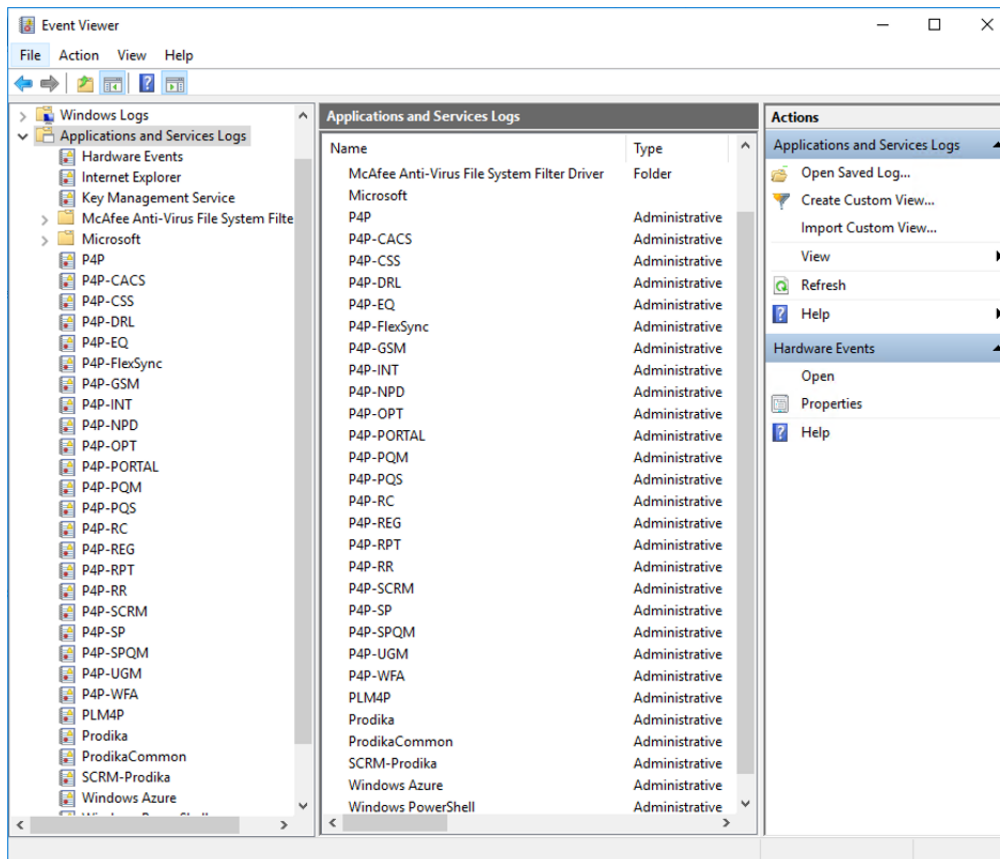 Event Viewer
File Action View Help
Windows Logs
Applications and Services Logs
Hardware Events
Internet Explorer
Key Management Service
McAfee Anti-Virus File System Filte
Microsoft
P4P
P4P-CACS
P4P-CSS
P4P-DRL
P4P-EQ
P4P-FlexSync
P4P-GSM
P4P-INT
P4P-NPD
P4P-OPT
P4P-PORTAL
P4P-PQM
P4P-PQS
P4P-RC
P4P-REG
P4P-RPT
P4P-RR
P4P-SCRM
P4P-SP
P4P-SPQM
P4P-UGM
P4P-WFA
PLM4P
Prodika
ProdikaCommon
SCRM-Prodika
Windows Azure
Applications and Services Logs
Name Type
McAfee Anti-Virus File System Filter Driver Folder
Microsoft
P4P Administrative
P4P-CACS Administrative
P4P-CSS Administrative
P4P-DRL Administrative
P4P-EQ Administrative
P4P-FlexSync Administrative
P4P-GSM Administrative
P4P-INT Administrative
P4P-NPD Administrative
P4P-OPT Administrative
P4P-PORTAL Administrative
P4P-PQM Administrative
P4P-PQS Administrative
P4P-RC Administrative
P4P-REG Administrative
P4P-RPT Administrative
P4P-RR Administrative
P4P-SCRM Administrative
P4P-SP Administrative
P4P-SPQM Administrative
P4P-UGM Administrative
P4P-WFA Administrative
PLM4P Administrative
Prodika Administrative
ProdikaCommon Administrative
SCRM-Prodika Administrative
Windows Azure Administrative
Windows PowerShell Administrative
Actions
Applications and Services Logs
Open Saved Log...
Create Custom View...
Import Custom View...
View
Refresh
Help
Hardware Events
Open
Properties
Help